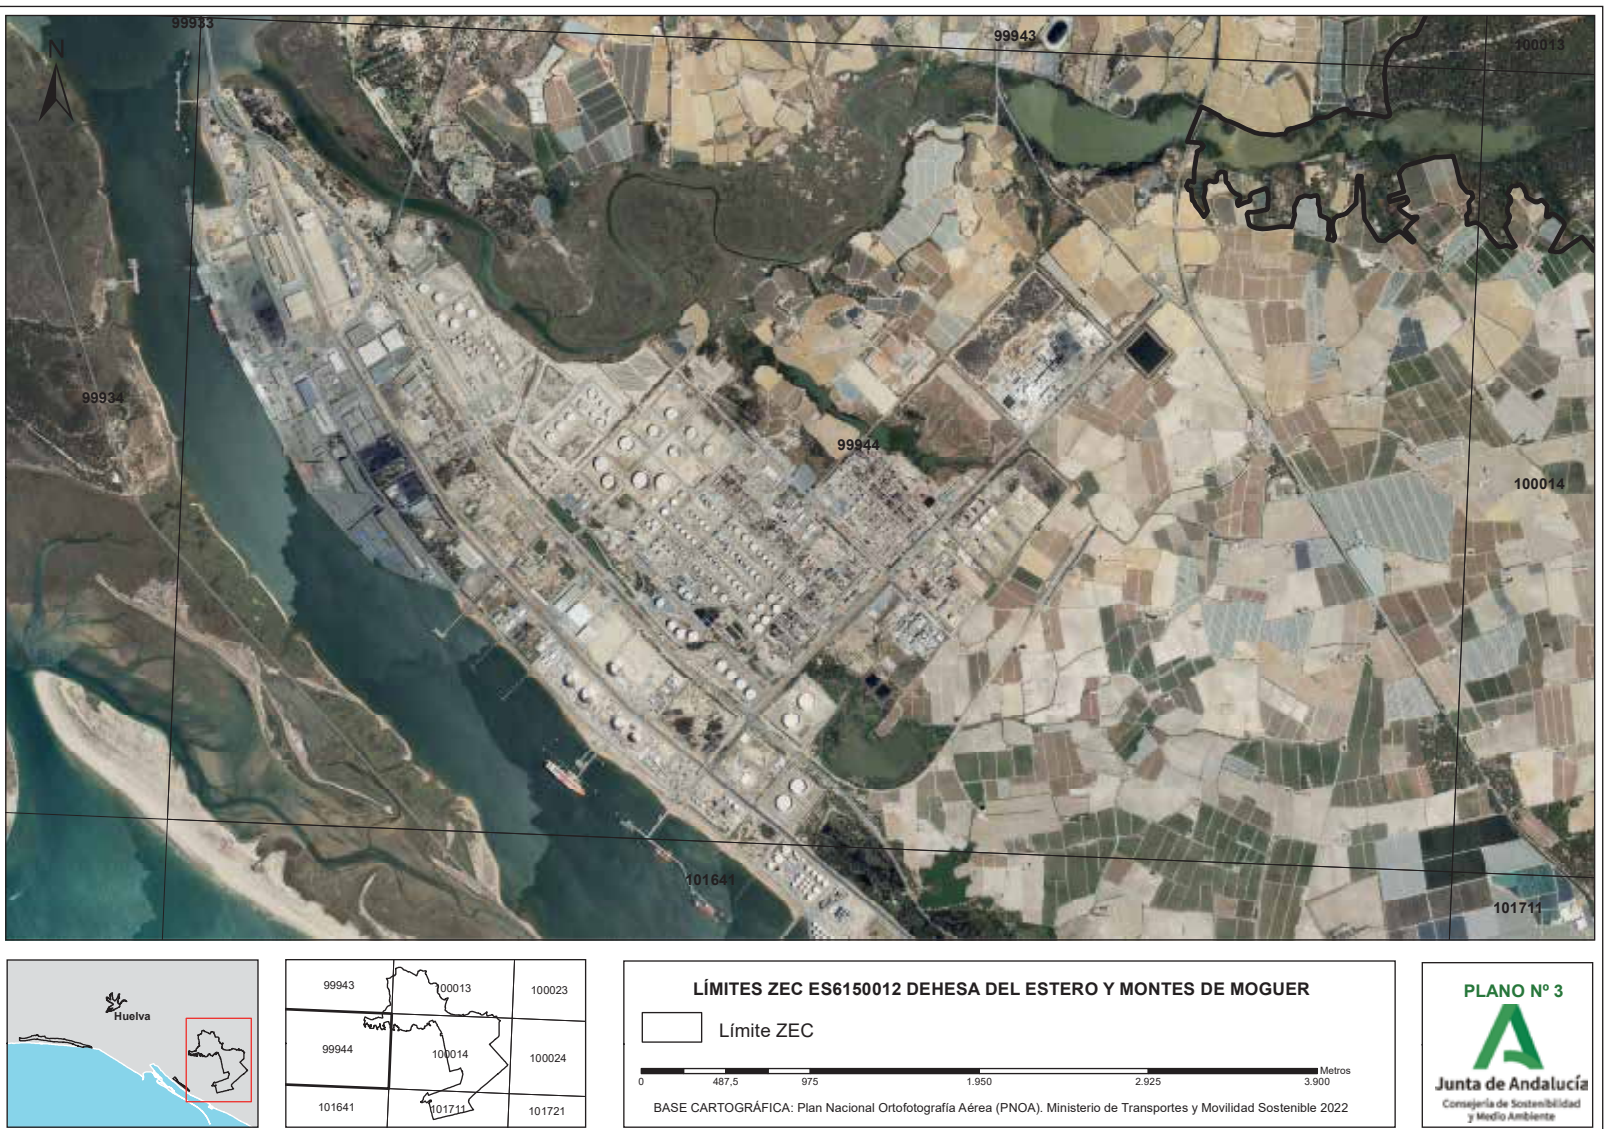 99933
99943
100013
N
99934
99944
100014
101641
101711
Huelva
99943
100013
100023
99944
100014
100024
101641
101711
101721
LÍMITES ZEC ES6150012 DEHESA DEL ESTERO Y MONTES DE MOGUER
Límite ZEC
Metros
0 487,5 975 1.950 2.925 3.900
BASE CARTOGRÁFICA: Plan Nacional Ortofotografía Aérea (PNOA). Ministerio de Transportes y Movilidad Sostenible 2022
PLANO Nº 3
Junta de Andalucía
Consejería de Sostenibilidad
y Medio Ambiente